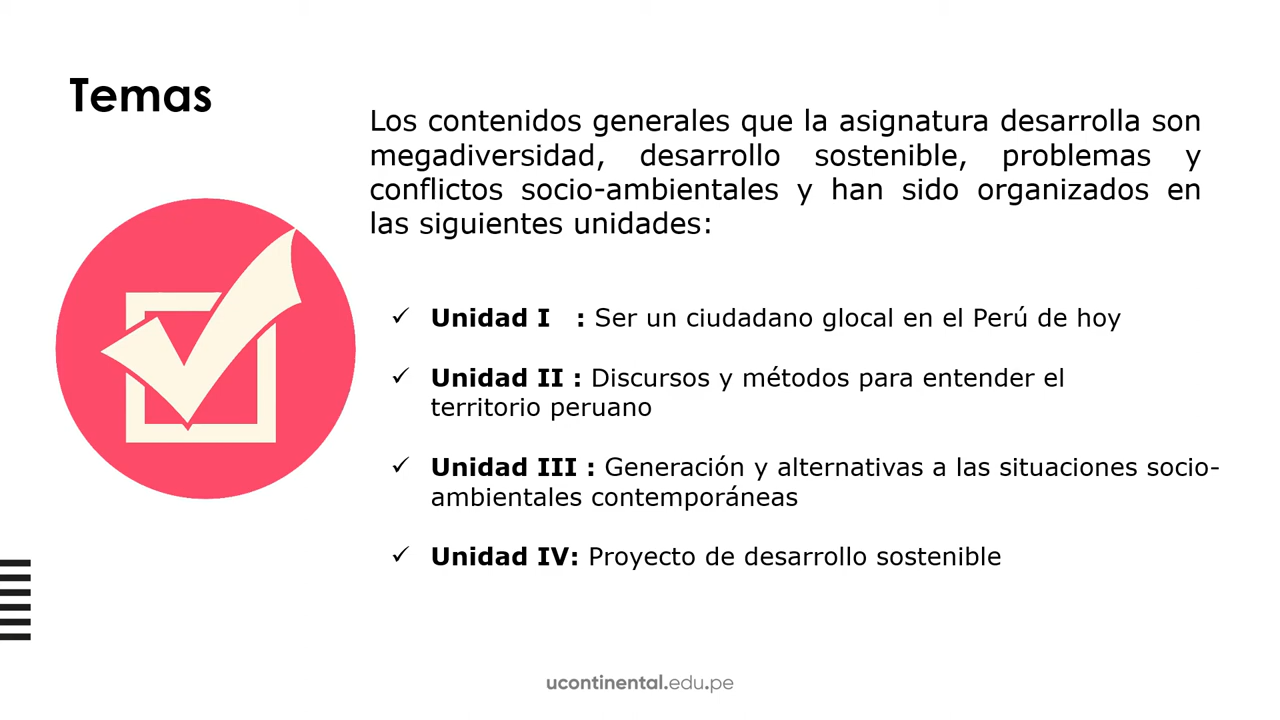 Temas
Los contenidos generales que la asignatura desarrolla son
megadiversidad, desarrollo sostenible, problemas y
conflictos socio-ambientales y han sido organizados en
las siguientes unidades:
✓ Unidad I : Ser un ciudadano glocal en el Perú de hoy
✓ Unidad II : Discursos y métodos para entender el
territorio peruano
✓ Unidad III : Generación y alternativas a las situaciones socio-
ambientales contemporáneas
✓ Unidad IV: Proyecto de desarrollo sostenible
ucontinental.edu.pe